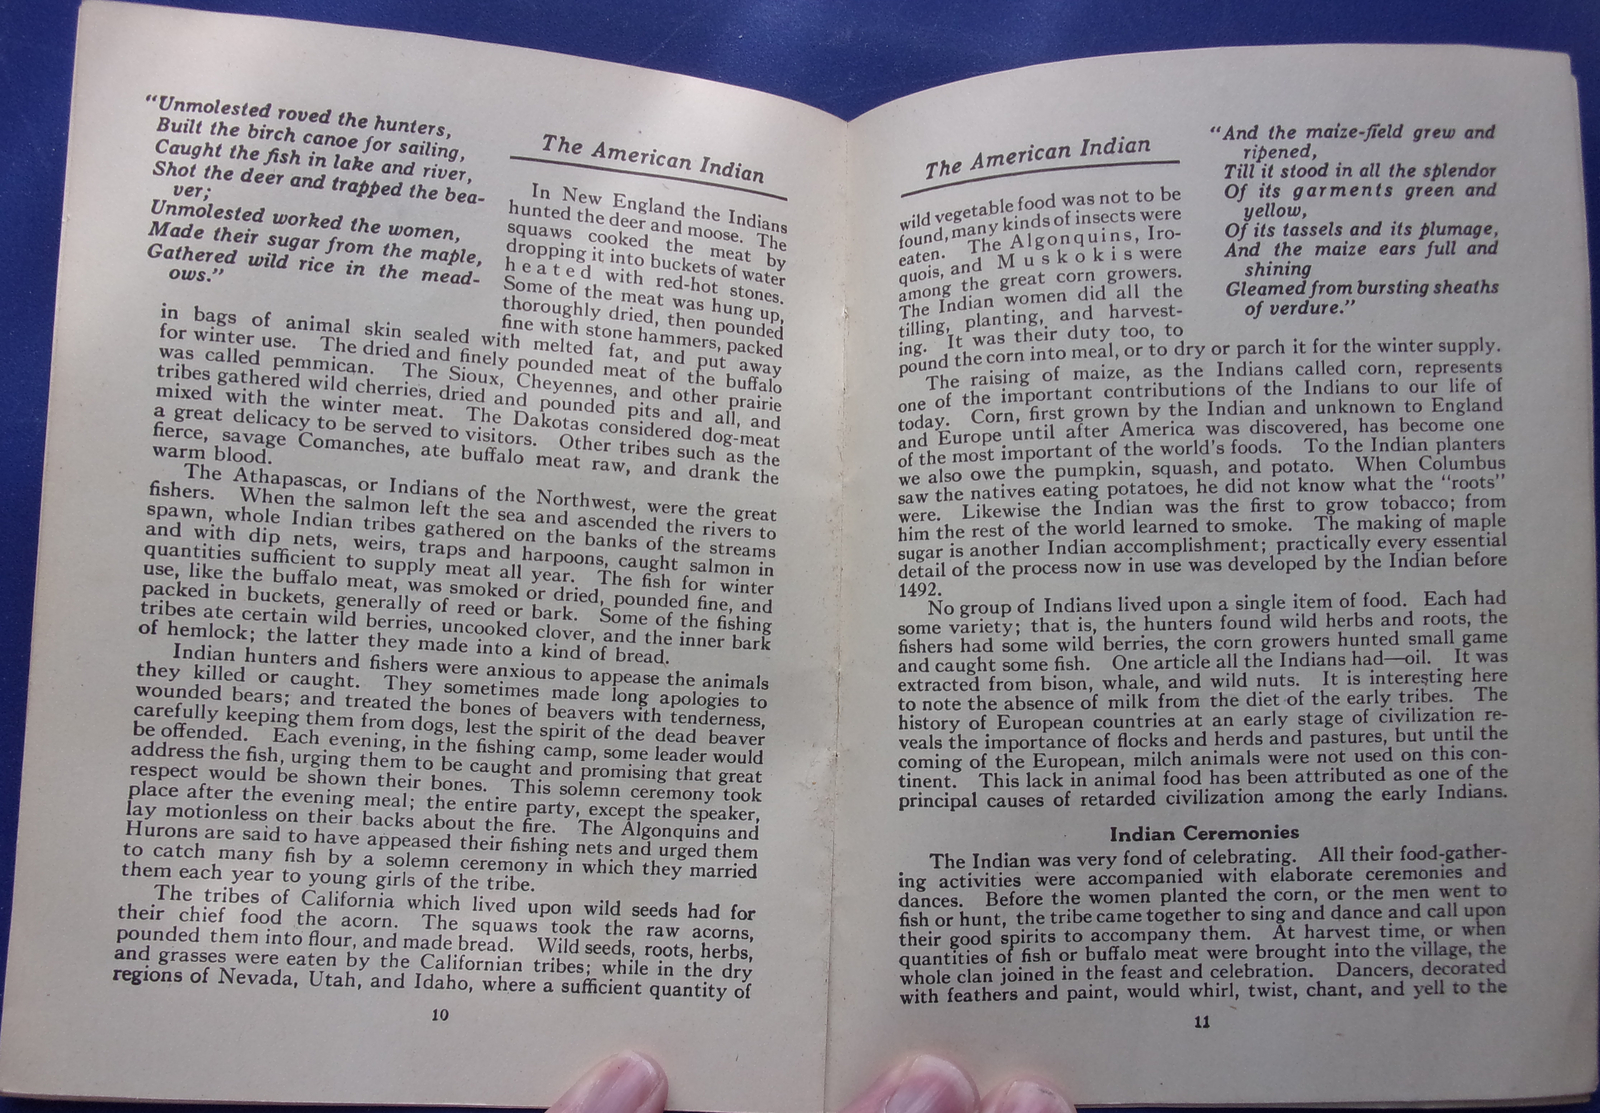 "Unmolested roved the hunters,
Built the birch canoe for sailing,
Caught the fish in lake and river,
Shot the deer and trapped the bea-
ver;
Unmolested worked the women,
Made their sugar from the maple,
Gathered wild rice in the mead-
ows."
The American Indian
In New England the Indians
hunted the deer and moose. The
squaws cooked the meat by
dropping it into buckets of water
heated with red-hot stones.
Some of the meat was hung up,
thoroughly dried, then pounded
fine with stone hammers, packed
in bags of animal skin sealed with melted fat, and put away
for winter use. The dried and finely pounded meat of the buffalo
was called pemmican. The Sioux, Cheyennes, and other prairie
tribes gathered wild cherries, dried and pounded pits and all, and
mixed with the winter meat. The Dakotas considered dog-meat
a great delicacy to be served to visitors. Other tribes such as the
fierce, savage Comanches, ate buffalo meat raw, and drank the
warm blood.
The Athapascas, or Indians of the Northwest, were the great
fishers. When the salmon left the sea and ascended the rivers to
spawn, whole Indian tribes gathered on the banks of the streams
and with dip nets, weirs, traps and harpoons, caught salmon in
quantities sufficient to supply meat all year. The fish for winter
use, like the buffalo meat, was smoked or dried, pounded fine, and
packed in buckets, generally of reed or bark. Some of the fishing
tribes ate certain wild berries, uncooked clover, and the inner bark
of hemlock; the latter they made into a kind of bread.
Indian hunters and fishers were anxious to appease the animals
they killed or caught. They sometimes made long apologies to
wounded bears; and treated the bones of beavers with tenderness,
carefully keeping them from dogs, lest the spirit of the dead beaver
be offended. Each evening, in the fishing camp, some leader would
address the fish, urging them to be caught and promising that great
respect would be shown their bones. This solemn ceremony took
place after the evening meal; the entire party, except the speaker,
lay motionless on their backs about the fire. The Algonquins and
Hurons are said to have appeased their fishing nets and urged them
to catch many fish by a solemn ceremony in which they married
them each year to young girls of the tribe.
The tribes of California which lived upon wild seeds had for
their chief food the acorn. The squaws took the raw acorns,
pounded them into flour, and made bread. Wild seeds, roots, herbs,
and grasses were eaten by the Californian tribes; while in the dry
regions of Nevada, Utah, and Idaho, where a sufficient quantity of
10
The American Indian
"And the maize-field grew and
ripened,
Till it stood in all the splendor
Of its garments green and
yellow,
Of its tassels and its plumage,
And the maize ears full and
shining
Gleamed from bursting sheaths
of verdure."
wild vegetable food was not to be
found, many kinds of insects were
eaten. The Algonquins, Iro-
quois, and Muskokis were
among the great corn growers.
The Indian women did all the
tilling, planting, and harvest-
ing. It was their duty too, to
pound the corn into meal, or to dry or parch it for the winter supply.
The raising of maize, as the Indians called corn, represents
one of the important contributions of the Indians to our life of
today. Corn, first grown by the Indian and unknown to England
and Europe until after America was discovered, has become one
of the most important of the world's foods. To the Indian planters
we also owe the pumpkin, squash, and potato. When Columbus
saw the natives eating potatoes, he did not know what the "roots"
were. Likewise the Indian was the first to grow tobacco; from
him the rest of the world learned to smoke. The making of maple
sugar is another Indian accomplishment; practically every essential
detail of the process now in use was developed by the Indian before
1492.
No group of Indians lived upon a single item of food. Each had
some variety; that is, the hunters found wild herbs and roots, the
fishers had some wild berries, the corn growers hunted small game
and caught some fish. One article all the Indians had—oil. It was
extracted from bison, whale, and wild nuts. It is interesting here
to note the absence of milk from the diet of the early tribes. The
history of European countries at an early stage of civilization re-
veals the importance of flocks and herds and pastures, but until the
coming of the European, milch animals were not used on this con-
tinent. This lack in animal food has been attributed as one of the
principal causes of retarded civilization among the early Indians.
Indian Ceremonies
The Indian was very fond of celebrating. All their food-gather-
ing activities were accompanied with elaborate ceremonies and
dances. Before the women planted the corn, or the men went to
fish or hunt, the tribe came together to sing and dance and call upon
their good spirits to accompany them. At harvest time, or when
quantities of fish or buffalo meat were brought into the village, the
whole clan joined in the feast and celebration. Dancers, decorated
with feathers and paint, would whirl, twist, chant, and yell to the
11